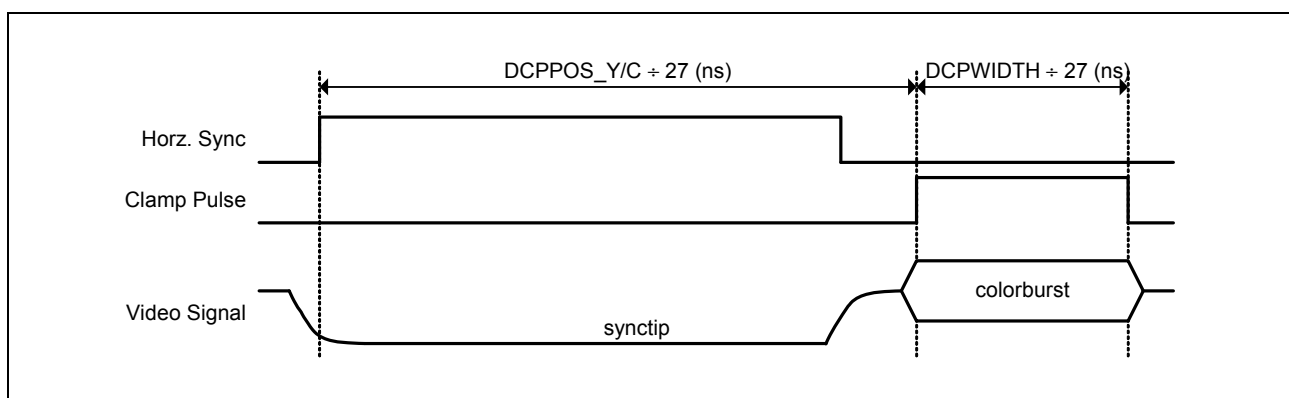 DCPPOS_Y/C ÷ 27 (ns) DCPWIDTH ÷ 27 (ns)
Horz. Sync
Clamp Pulse
colorburst
Video Signal
synctip